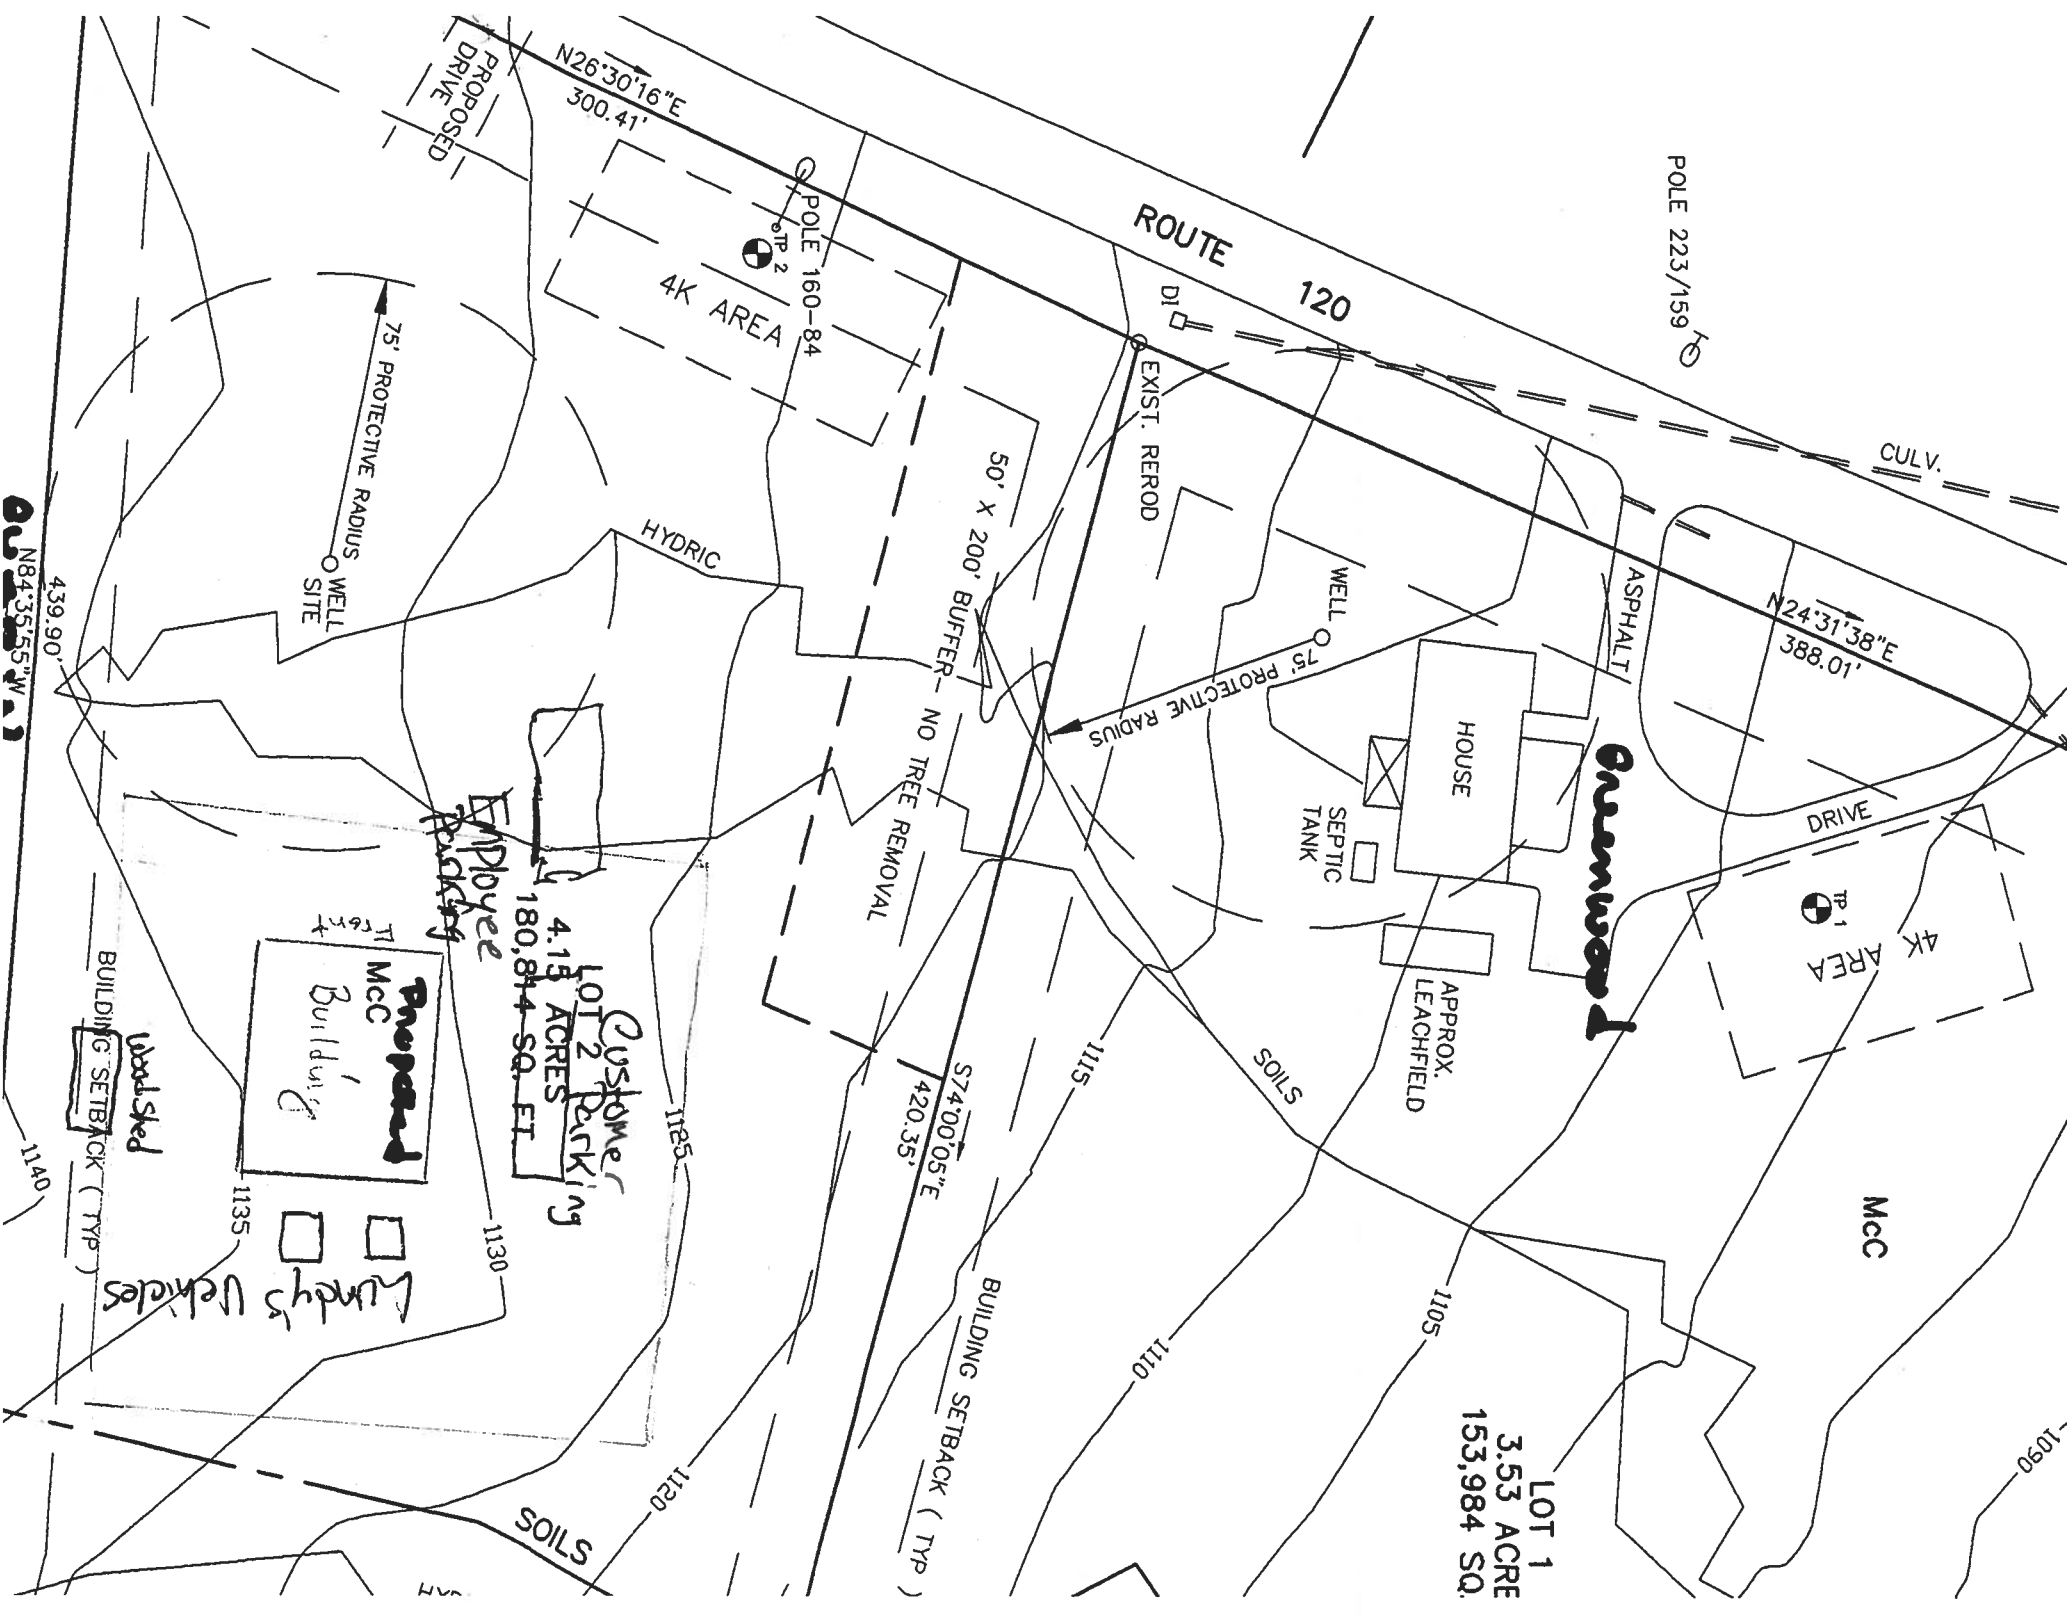 PROPOSED
DRIVE
N26°30'16"E
300.41'
POLE 160-84
TP 2
4K AREA
ROUTE 120
POLE 223/159
DI
CULV.
EXIST. REROD
75' PROTECTIVE RADIUS
WELL
SITE
HYDRIC
50' X 200' BUFFER - NO TREE REMOVAL
WELL
75' PROTECTIVE RADIUS
ASPHALT
N24°31'38"E
388.01'
HOUSE
SEPTIC
TANK
DRIVE
Greenwood
TP 1
4K AREA
APPROX.
LEACHFIELD
N84°35'55"W
439.90'
Employee
Parking
4.15 ACRES
180,814 SQ. FT
LOT 2
Customer
Parking
Front
McC
Proposed
Building
Woodshed
BUILDING SETBACK ( TYP )
Lundy's Vehicles
1140
1135
1130
1125
1120
1115
1110
1105
1090
S74°00'05"E
420.35'
BUILDING SETBACK ( TYP )
SOILS
SOILS
McC
LOT 1
3.53 ACRE
153,984 SQ.